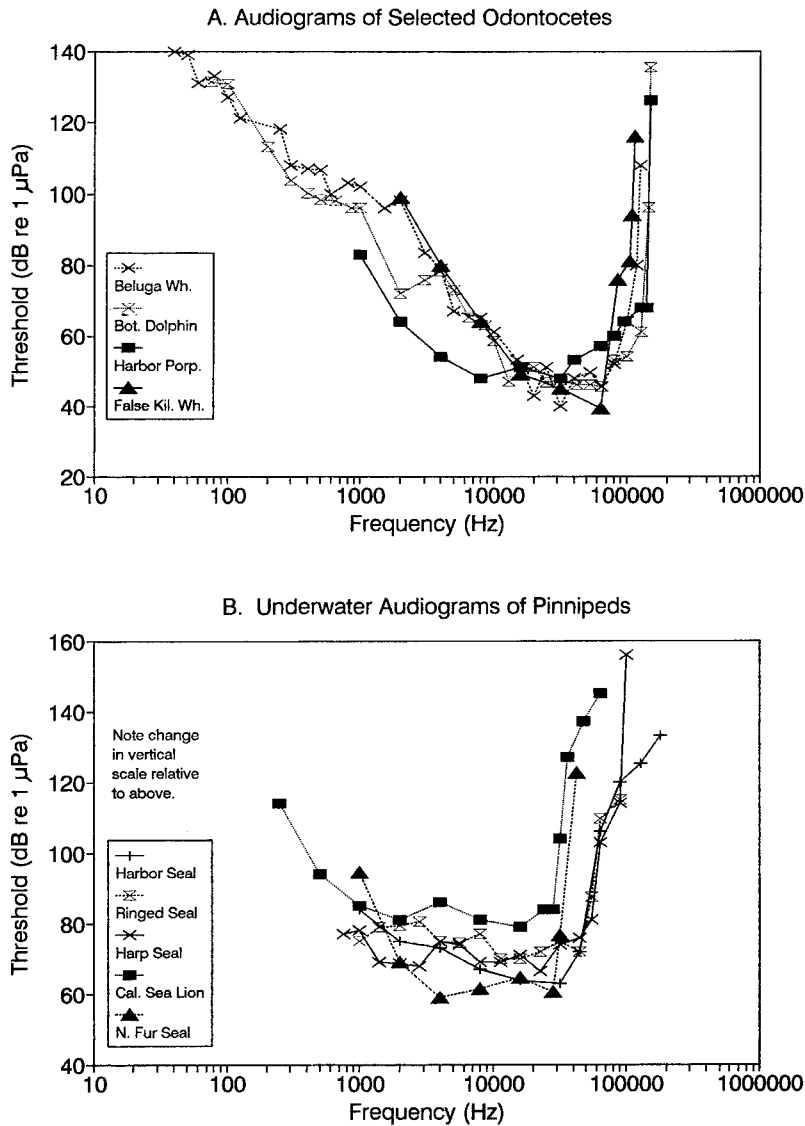 A. Audiograms of Selected Odontocetes
140
120
100
80
60
40
20
Threshold (dB re 1 µPa)
Beluga Wh.
Bot. Dolphin
Harbor Porp.
False Kil. Wh.
10 100 1000 10000 100000 1000000
Frequency (Hz)
B. Underwater Audiograms of Pinnipeds
160
140
120
100
80
60
40
Threshold (dB re 1 µPa)
Note change
in vertical
scale relative
to above.
Harbor Seal
Ringed Seal
Harp Seal
Cal. Sea Lion
N. Fur Seal
10 100 1000 10000 100000 1000000
Frequency (Hz)